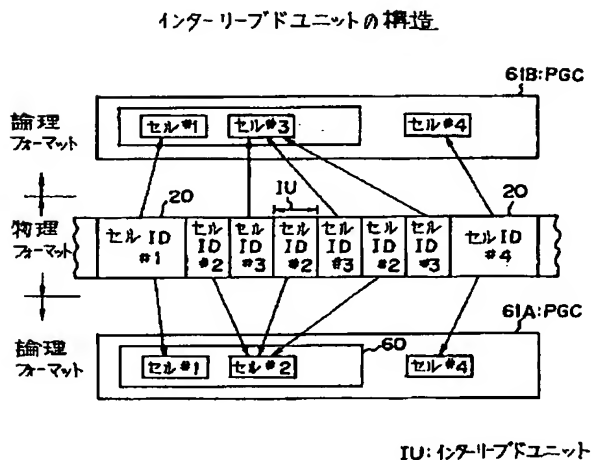 インターリーブドユニットの構造
61B:PGC
論理
フォーマット
セル#1
セル#3
セル#4
20
IU
20
物理
フォーマット
セル ID #1
セル ID #2
セル ID #3
セル ID #2
セル ID #3
セル ID #2
セル ID #3
セル ID #4
61A:PGC
論理
フォーマット
60
セル#1
セル#2
セル#4
IU:インターリーブドユニット